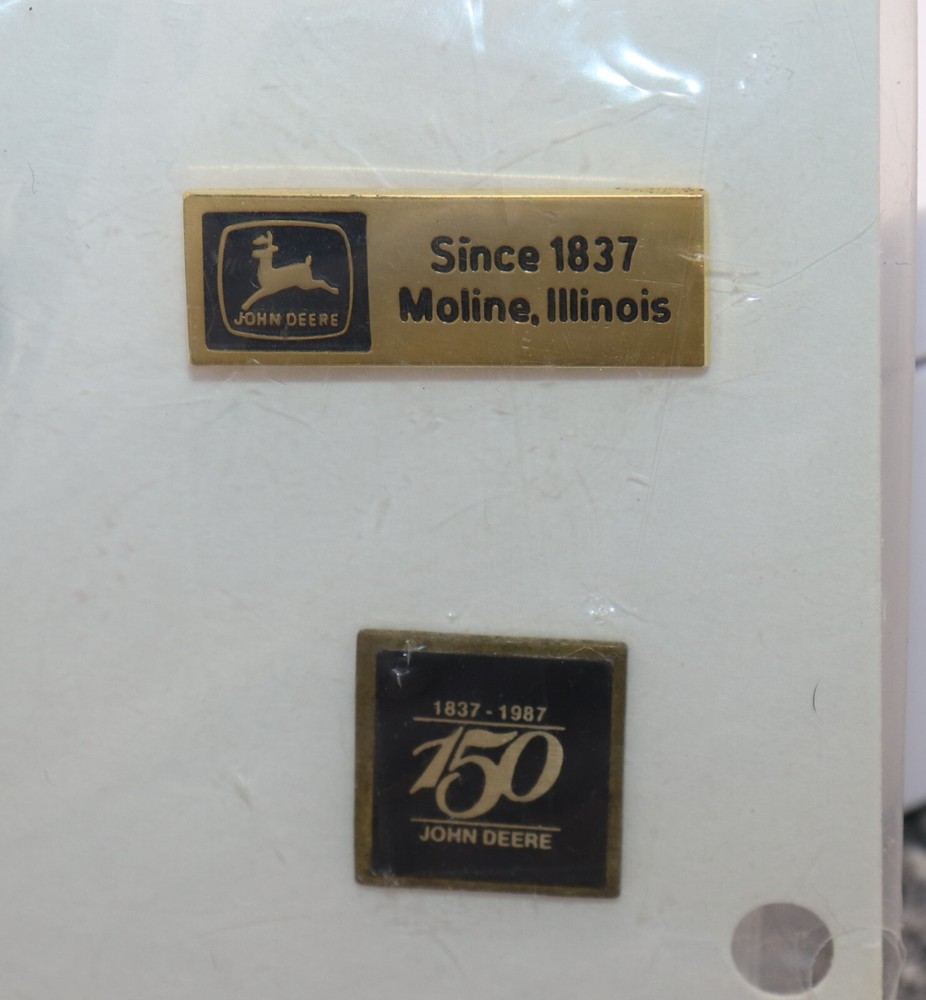 JOHN DEERE
Since 1837
Moline, Illinois
1837 - 1987
150
JOHN DEERE